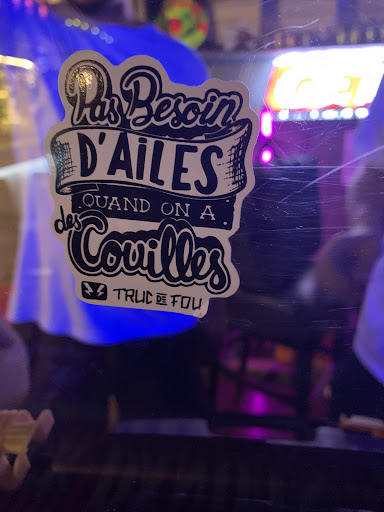 Pas Besoin
D'AiLES
QUAND ON A
des Couilles
TRUC DE FOU